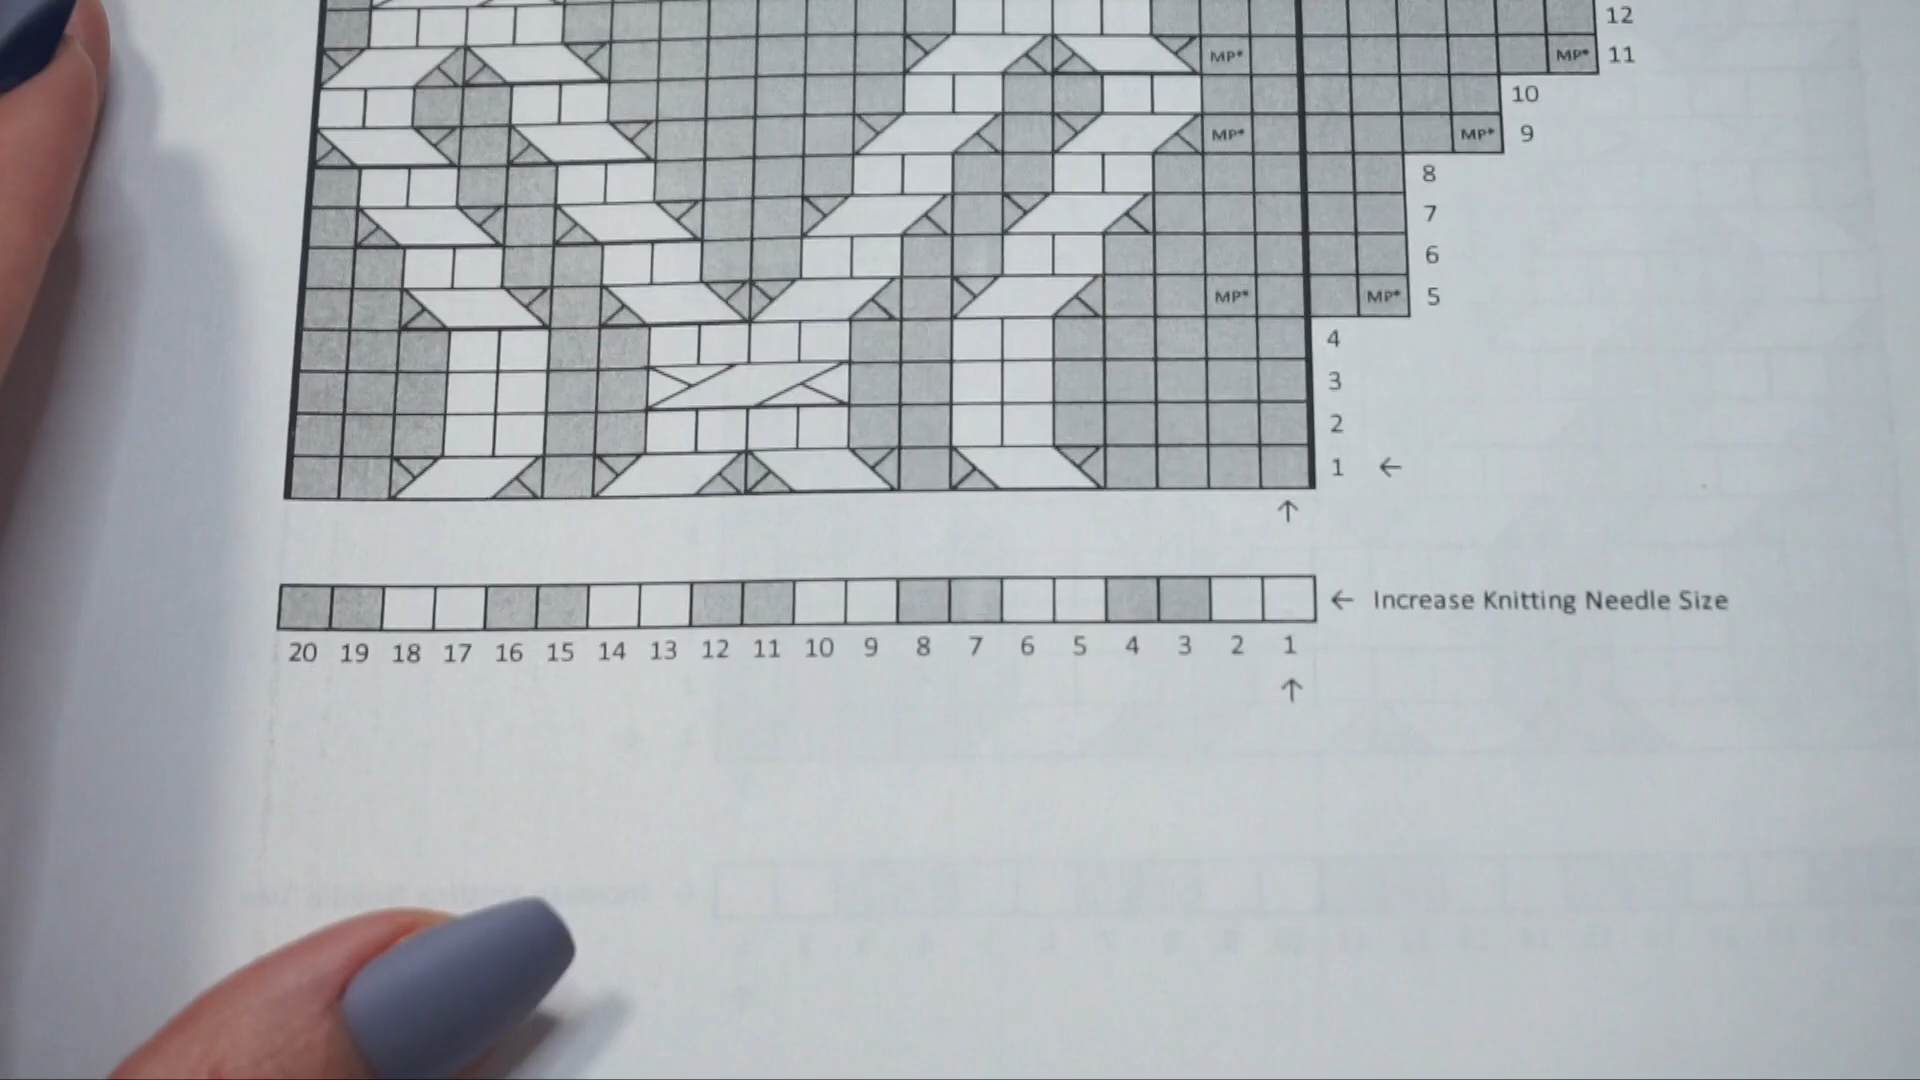 12
MP* MP* 11
10
MP* MP* 9
8
7
6
MP* MP* 5
4
3
2
1 ←
↑
← Increase Knitting Needle Size
20 19 18 17 16 15 14 13 12 11 10 9 8 7 6 5 4 3 2 1
↑